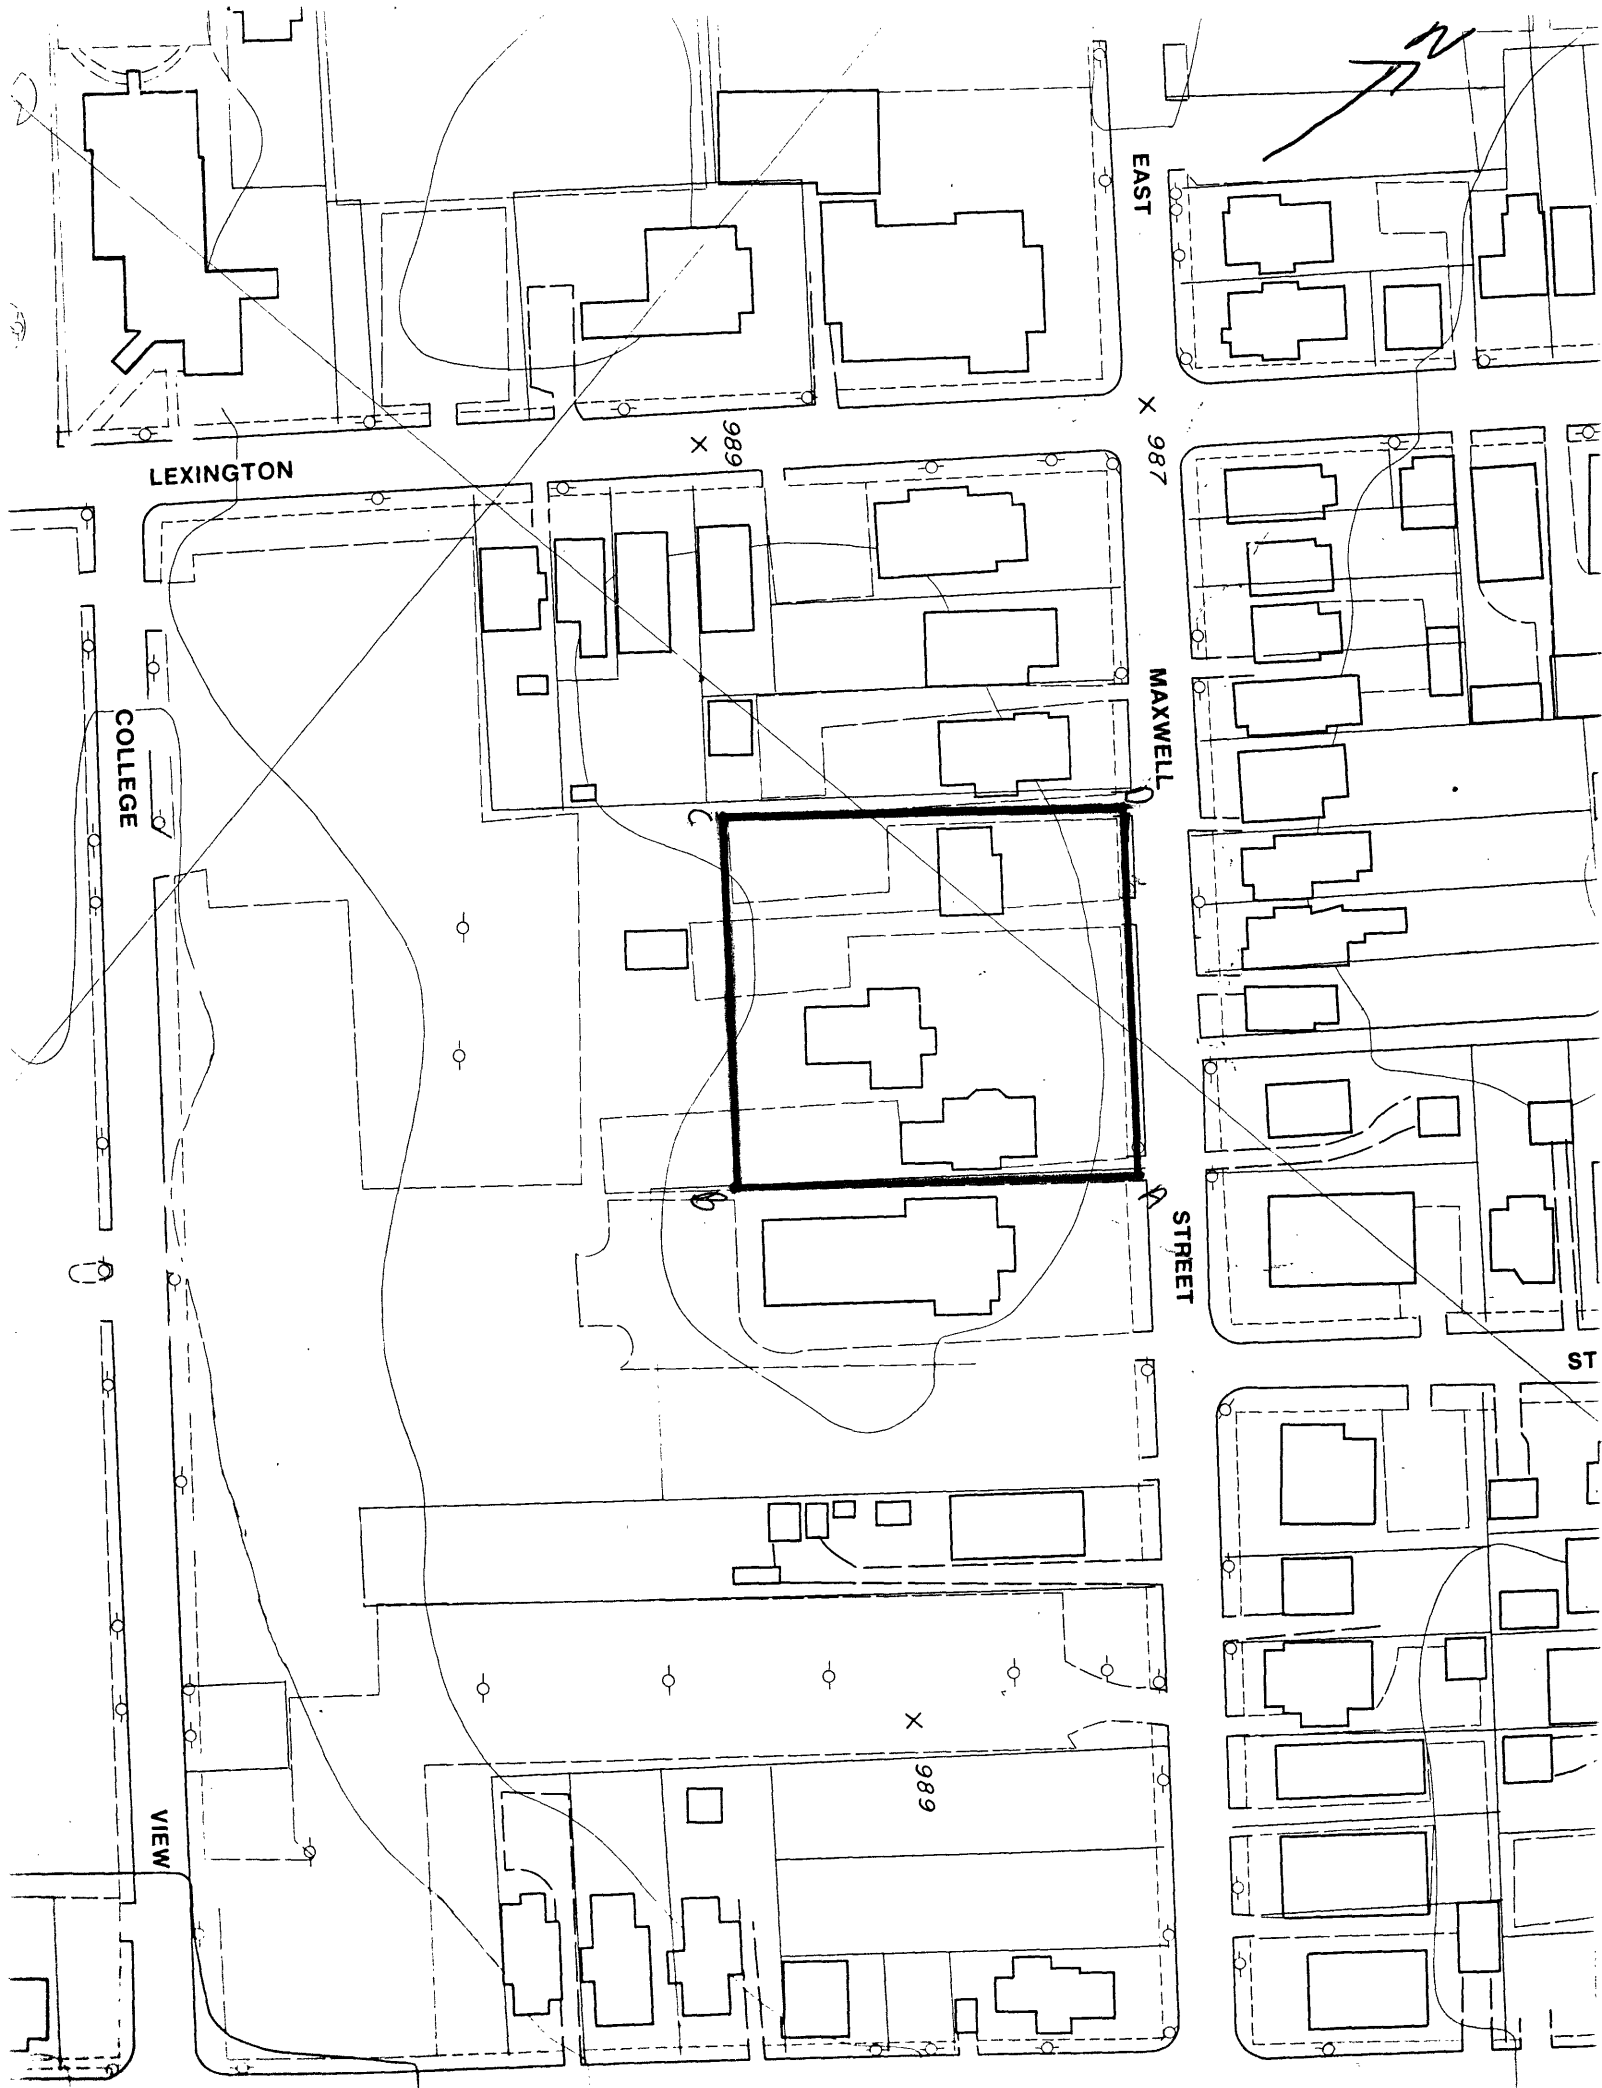 N
EAST
989
987
LEXINGTON
MAXWELL
COLLEGE
D
C
B
A
STREET
ST
989
VIEW